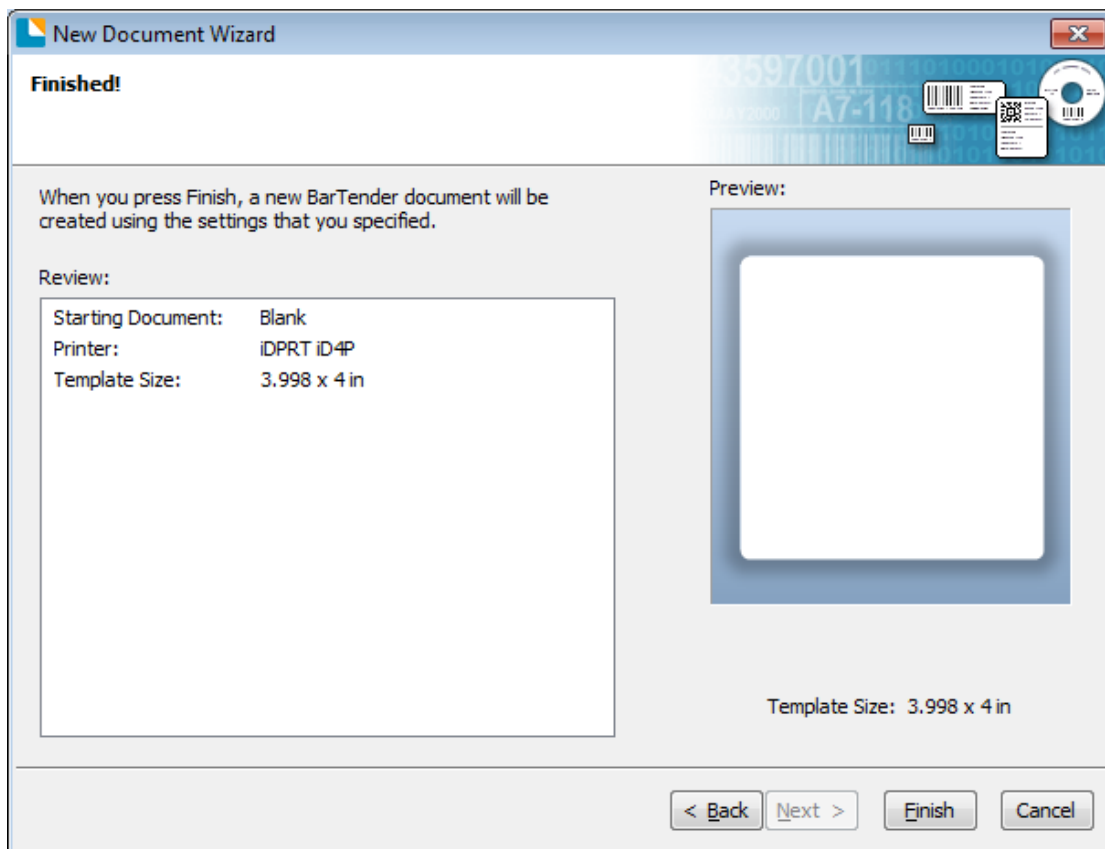 New Document Wizard
Finished!
3597001
A7-118
MAY2000
When you press Finish, a new BarTender document will be
created using the settings that you specified.
Preview:
Review:
Starting Document: Blank
Printer: iDPRT iD4P
Template Size: 3.998 x 4 in
Template Size: 3.998 x 4 in
< Back
Next >
Finish
Cancel